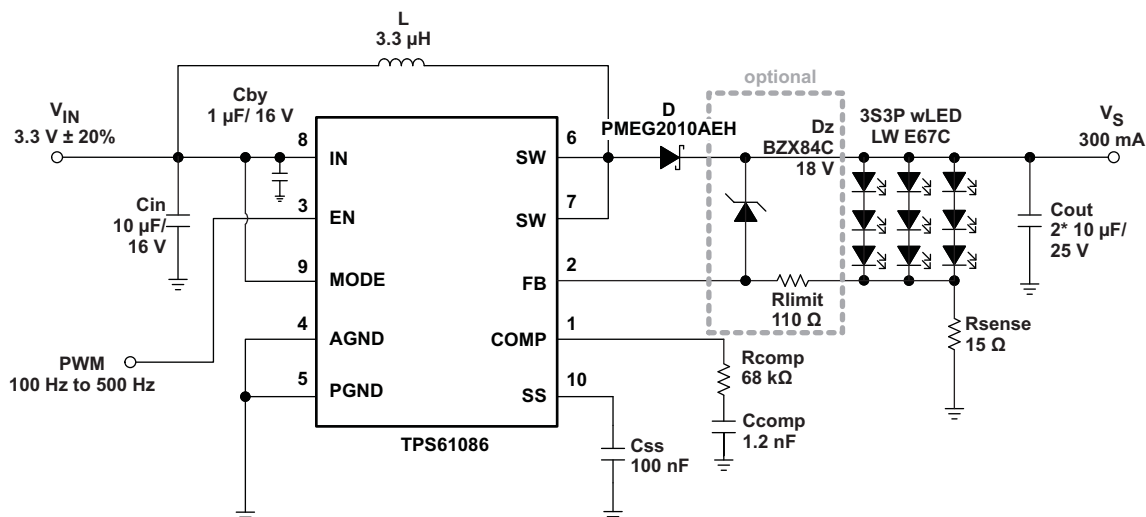 L
3.3 µH
optional
VIN
3.3 V ± 20%
Cby
1 µF/ 16 V
D
PMEG2010AEH
Dz
BZX84C
18 V
3S3P wLED
LW E67C
VS
300 mA
8
IN
6
SW
Cin
10 µF/
16 V
3
EN
7
SW
Cout
2* 10 µF/
25 V
9
MODE
2
FB
Rlimit
110 Ω
4
AGND
1
COMP
Rsense
15 Ω
PWM
100 Hz to 500 Hz
5
PGND
10
SS
Rcomp
68 kΩ
Ccomp
1.2 nF
TPS61086
Css
100 nF